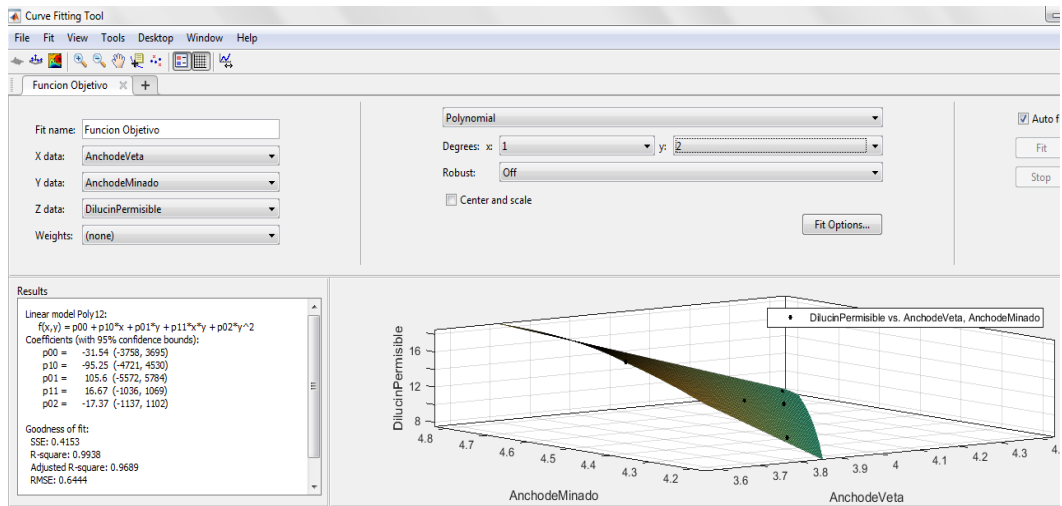 Curve Fitting Tool
File Fit View Tools Desktop Window Help
Funcion Objetivo
Fit name: Funcion Objetivo
X data: AnchodeVeta
Y data: AnchodeMinado
Z data: DilucinPermisible
Weights: (none)
Polynomial
Degrees: x: 1 y: 2
Robust: Off
Center and scale
Fit Options...
Auto f
Fit
Stop
Results
Linear model Poly12:
f(x,y) = p00 + p10*x + p01*y + p11*x*y + p02*y^2
Coefficients (with 95% confidence bounds):
p00 = -31.54 (-3758, 3695)
p10 = -95.25 (-4721, 4530)
p01 = 105.6 (-5572, 5784)
p11 = 16.67 (-1036, 1069)
p02 = -17.37 (-1137, 1102)
Goodness of fit:
SSE: 0.4153
R-square: 0.9938
Adjusted R-square: 0.9689
RMSE: 0.6444
DilucinPermisible vs. AnchodeVeta, AnchodeMinado
DilucinPermisible
16
12
8
4.8
4.7
4.6
4.5
4.4
4.3
4.2
AnchodeMinado
3.6
3.7
3.8
3.9
4
4.1
4.2
4.3
4.
AnchodeVeta